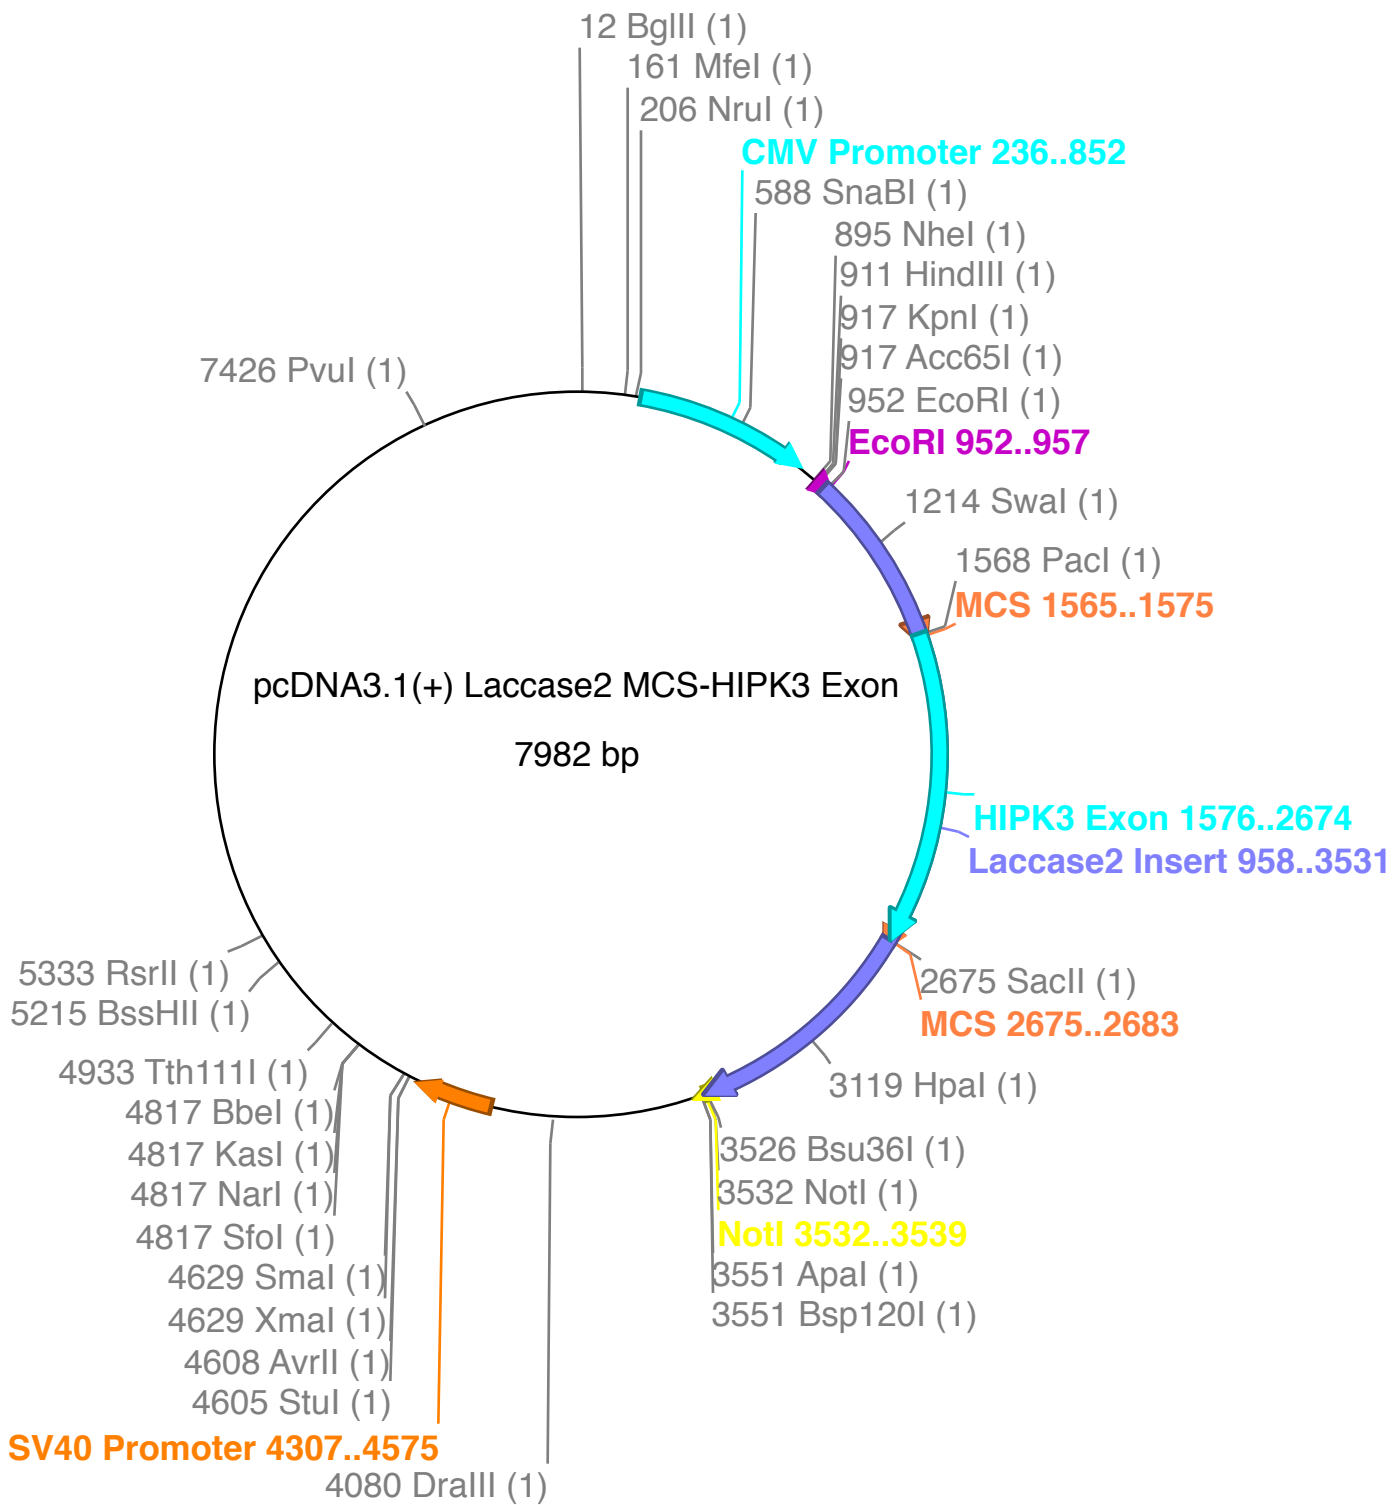 12 BglII (1)
161 MfeI (1)
206 NruI (1)
CMV Promoter 236..852
588 SnaBI (1)
895 NheI (1)
911 HindIII (1)
917 KpnI (1)
7426 PvuI (1)
917 Acc65I (1)
952 EcoRI (1)
EcoRI 952..957
1214 SwaI (1)
1568 PacI (1)
MCS 1565..1575
pcDNA3.1(+) Laccase2 MCS-HIPK3 Exon
7982 bp
HIPK3 Exon 1576..2674
Laccase2 Insert 958..3531
5333 RsrII (1)
2675 SacII (1)
5215 BssHII (1)
MCS 2675..2683
4933 Tth111I (1)
3119 HpaI (1)
4817 BbeI (1)
3526 Bsu36I (1)
4817 KasI (1)
4817 NarI (1)
3532 NotI (1)
4817 SfoI (1)
NotI 3532..3539
4629 SmaI (1)
3551 ApaI (1)
4629 XmaI (1)
3551 Bsp120I (1)
4608 AvrII (1)
4605 StuI (1)
SV40 Promoter 4307..4575
4080 DraIII (1)